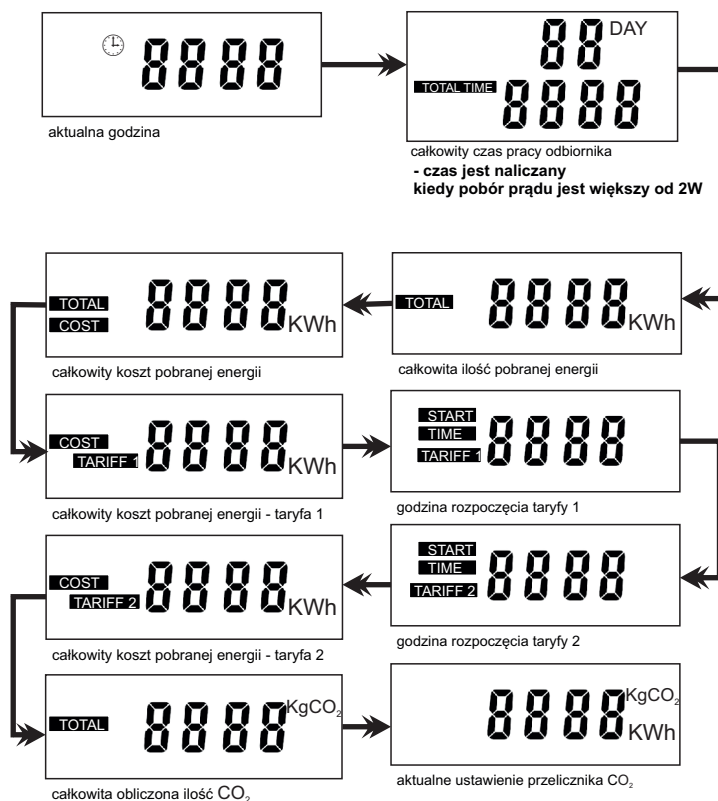 8888
aktualna godzina
88 DAY
TOTAL TIME
8888
całkowity czas pracy odbiornika
- czas jest naliczany
kiedy pobór prądu jest większy od 2W
TOTAL
COST
8888 KWh
całkowity koszt pobranej energii
TOTAL
8888 KWh
całkowita ilość pobranej energii
COST
TARIFF 1
8888 KWh
całkowity koszt pobranej energii - taryfa 1
START
TIME
TARIFF 1
8888
godzina rozpoczęcia taryfy 1
COST
TARIFF 2
8888 KWh
całkowity koszt pobranej energii - taryfa 2
START
TIME
TARIFF 2
8888
godzina rozpoczęcia taryfy 2
TOTAL
8888 KgCO₂
całkowita obliczona ilość CO₂
8888 KgCO₂
KWh
aktualne ustawienie przelicznika CO₂